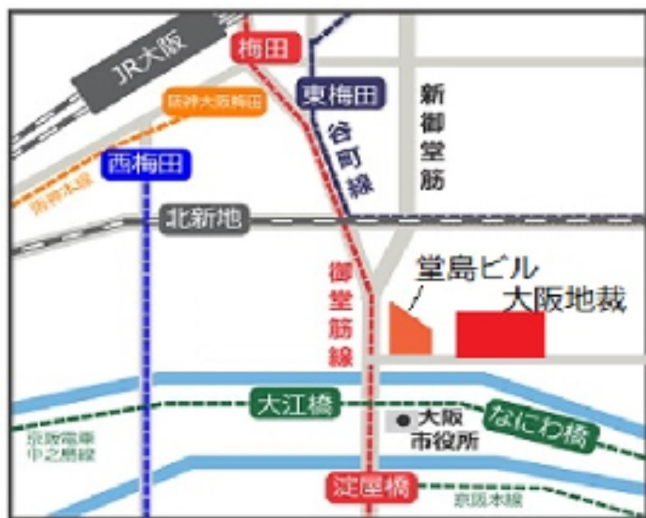 梅田
JR大阪
東梅田
阪神大阪梅田
新御堂筋
谷町線
西梅田
阪神本線
北新地
御堂筋線
堂島ビル
大阪地裁
大江橋
なにわ橋
大阪
市役所
京阪電車
中之島線
淀屋橋
京阪本線